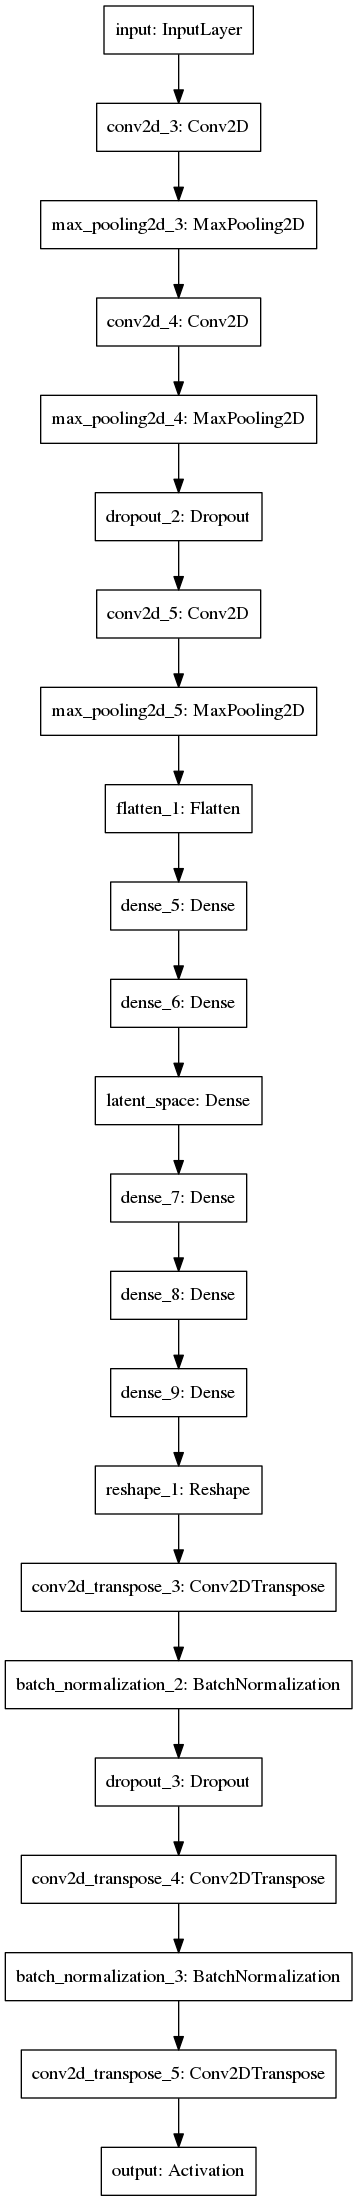 input: InputLayer
conv2d_3: Conv2D
max_pooling2d_3: MaxPooling2D
conv2d_4: Conv2D
max_pooling2d_4: MaxPooling2D
dropout_2: Dropout
conv2d_5: Conv2D
max_pooling2d_5: MaxPooling2D
flatten_1: Flatten
dense_5: Dense
dense_6: Dense
latent_space: Dense
dense_7: Dense
dense_8: Dense
dense_9: Dense
reshape_1: Reshape
conv2d_transpose_3: Conv2DTranspose
batch_normalization_2: BatchNormalization
dropout_3: Dropout
conv2d_transpose_4: Conv2DTranspose
batch_normalization_3: BatchNormalization
conv2d_transpose_5: Conv2DTranspose
output: Activation